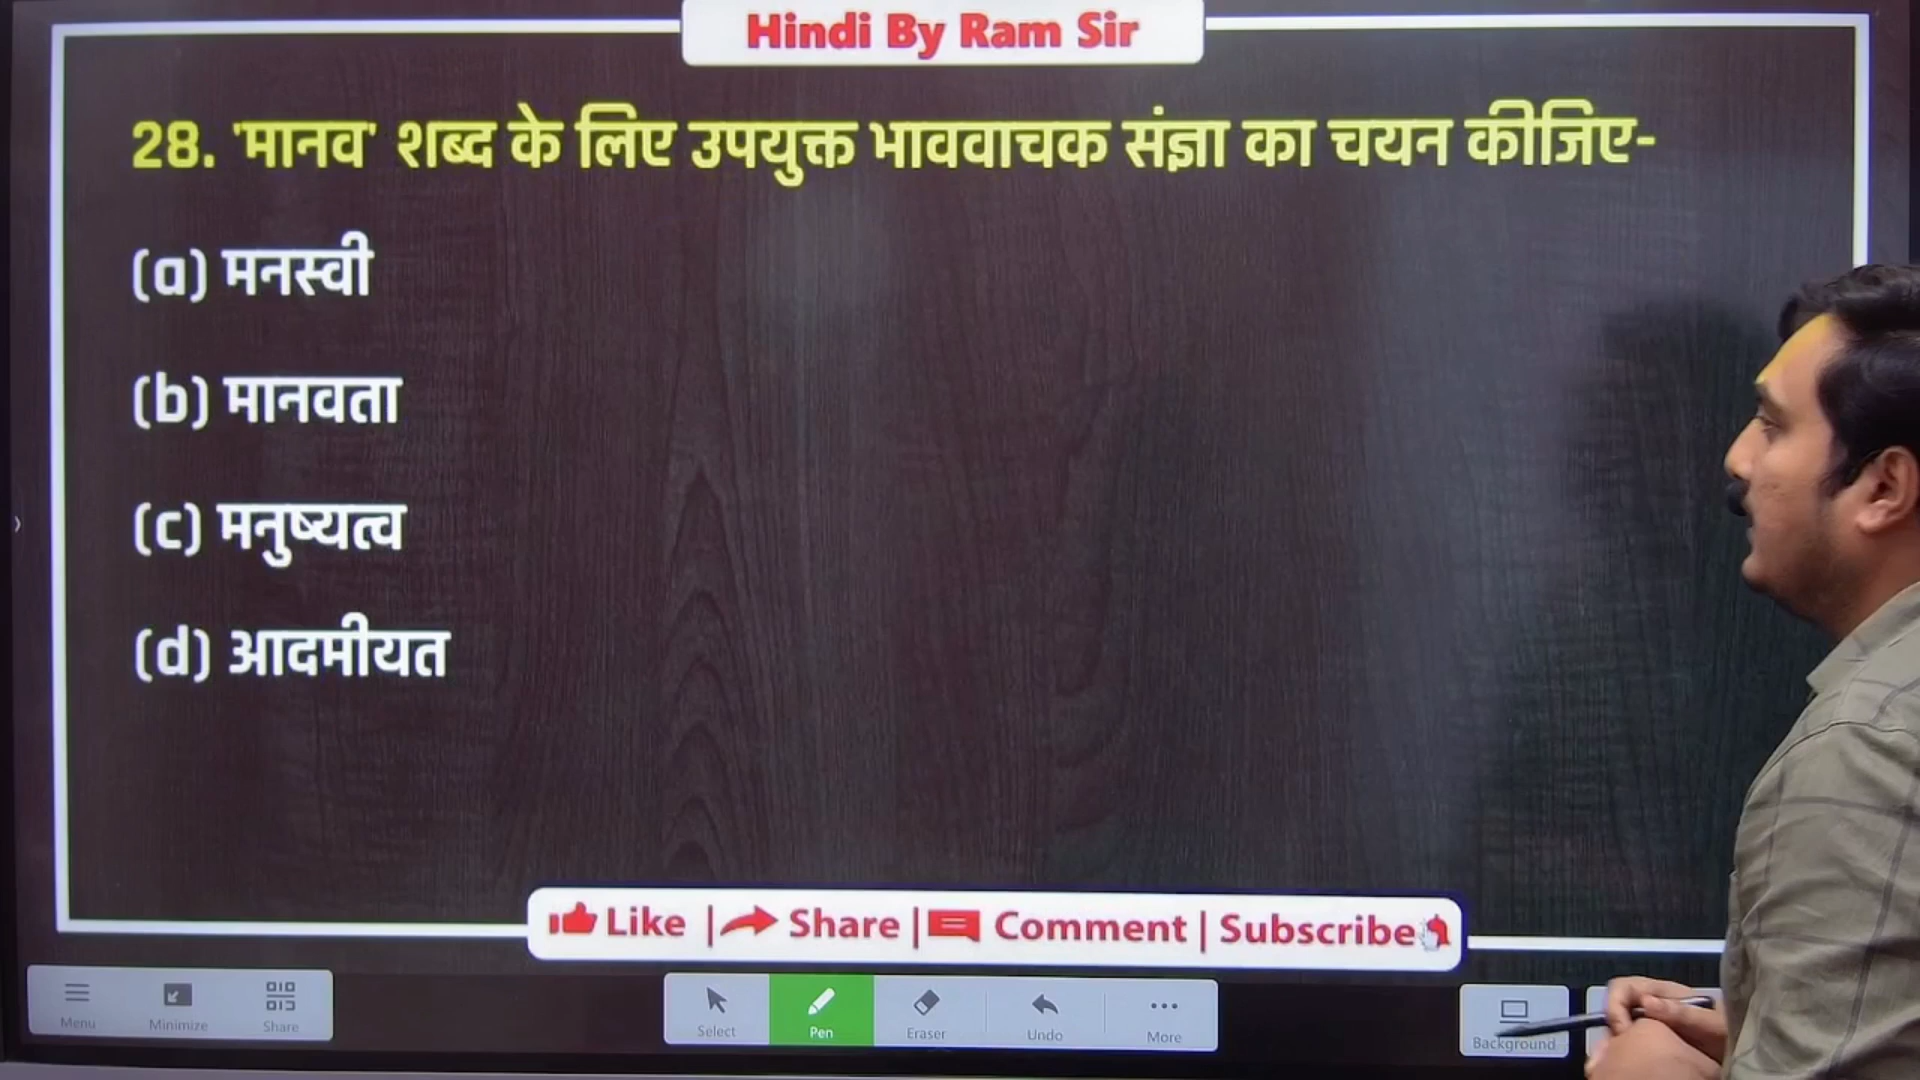 Hindi By Ram Sir
28. 'मानव' शब्द के लिए उपयुक्त भाववाचक संज्ञा का चयन कीजिए-
(a) मनस्वी
(b) मानवता
(c) मनुष्यत्व
(d) आदमीयत
Like | Share | Comment | Subscribe
Menu Minimize Share Select Pen Eraser Undo More Background